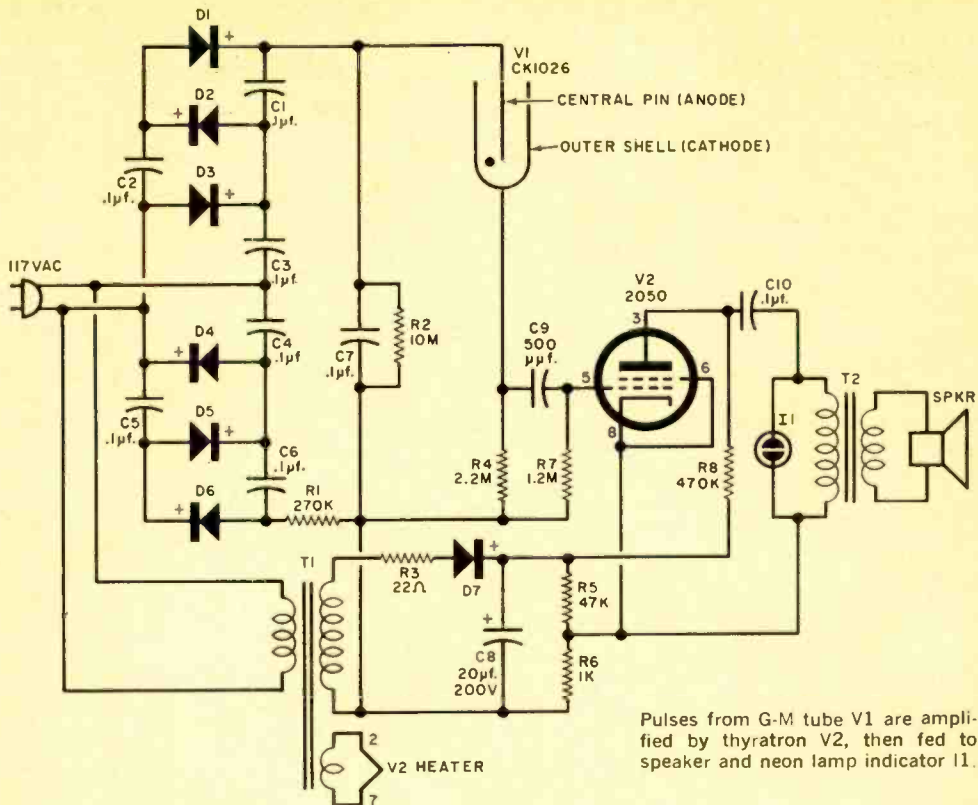 D1
+
V1
CK1026
CENTRAL PIN (ANODE)
OUTER SHELL (CATHODE)
C1
.1µf.
D2
+
C2
.1µf.
D3
+
C3
.1µf.
117VAC
C4
.1µf
D4
+
C7
.1µf.
R2
10M
C5
.1µf.
D5
+
C6
.1µf.
D6
+
R1
270K
V2
2050
3
5
6
8
C9
500
µµf.
C10
.1µf.
R4
2.2M
R7
1.2M
R8
470K
I1
T2
SPKR
T1
R3
22Ω
D7
+
+
C8
20µf.
200V
R5
47K
R6
1K
2
V2 HEATER
7
Pulses from G-M tube V1 are ampli-
fied by thyratron V2, then fed to
speaker and neon lamp indicator I1.